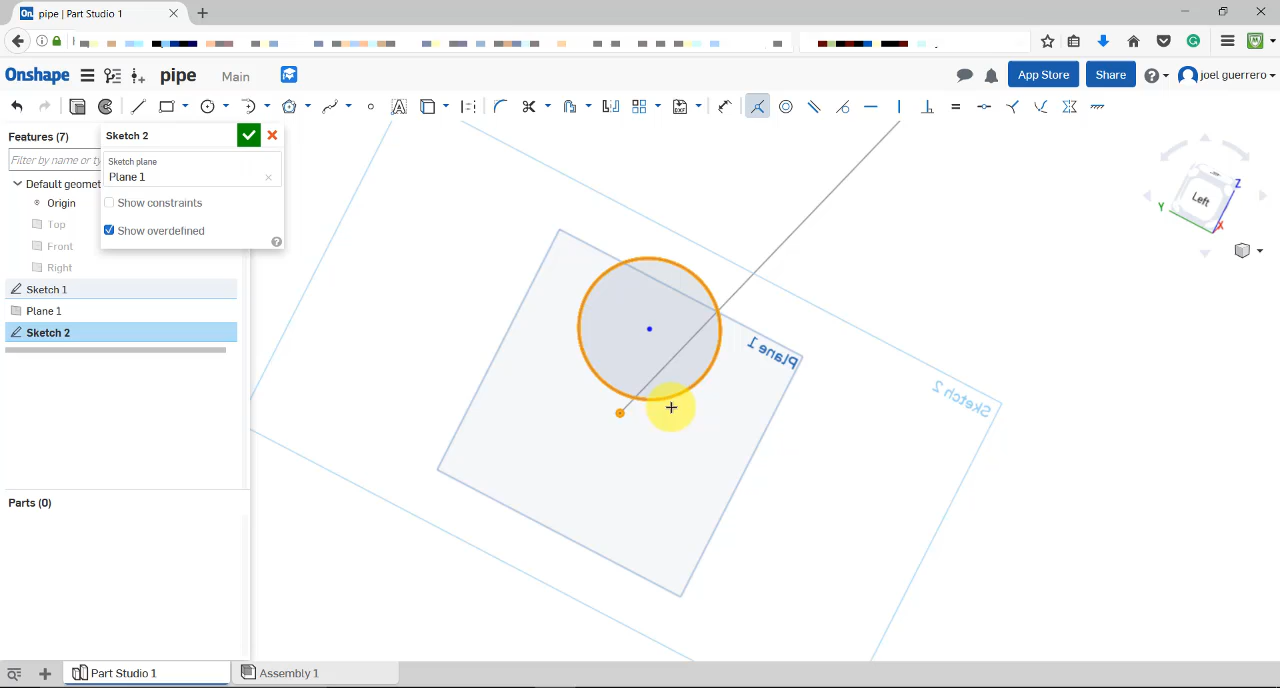 On pipe | Part Studio 1
Onshape pipe Main
App Store Share joel guerrero
Features (7)
Filter by name or ty
Default geomet
Origin
Top
Front
Right
Sketch 1
Plane 1
Sketch 2
Sketch 2
Sketch plane
Plane 1
Show constraints
Show overdefined
Plane 1
Sketch 2
Left
Z
Y
X
Parts (0)
Part Studio 1
Assembly 1